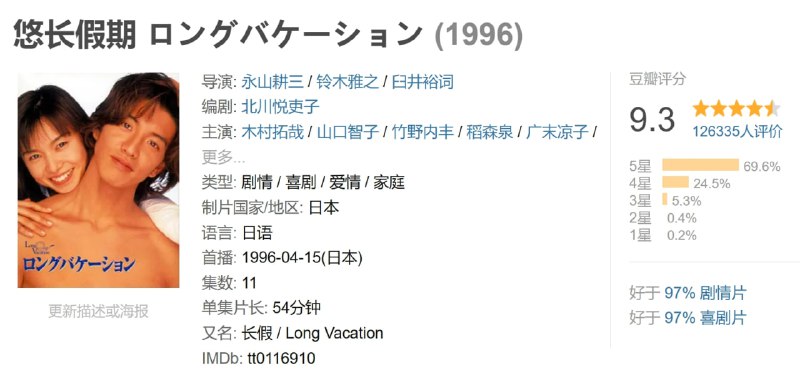 悠长假期 ロングバケーション (1996)
导演: 永山耕三 / 铃木雅之 / 臼井裕词
编剧: 北川悦吏子
主演: 木村拓哉 / 山口智子 / 竹野内丰 / 稻森泉 / 广末凉子 /
更多...
类型: 剧情 / 喜剧 / 爱情 / 家庭
制片国家/地区: 日本
语言: 日语
首播: 1996-04-15(日本)
集数: 11
单集片长: 54分钟
又名: 长假 / Long Vacation
IMDb: tt0116910
Long Vacation
ロングバケーション
更新描述或海报
豆瓣评分
9.3
126335人评价
5星 69.6%
4星 24.5%
3星 5.3%
2星 0.4%
1星 0.2%
好于 97% 剧情片
好于 97% 喜剧片